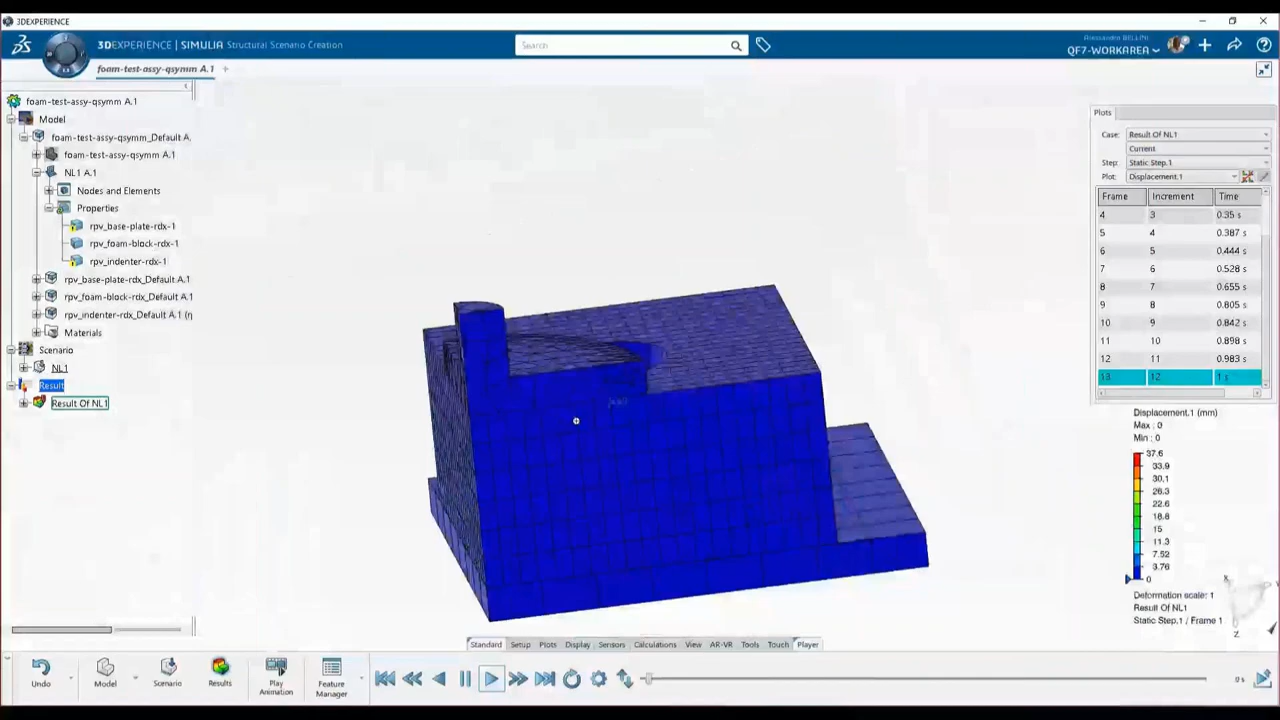 3DEXPERIENCE
3DEXPERIENCE | SIMULIA Structural Scenario Creation
Search
Alessandro BELLINI
QF7-WORKAREA
foam-test-assy-qsymm A.1
foam-test-assy-qsymm A.1
Model
foam-test-assy-qsymm_Default A.
foam-test-assy-qsymm A.1
NL1 A.1
Nodes and Elements
Properties
rpv_base-plate-rdx-1
rpv_foam-block-rdx-1
rpv_indenter-rdx-1
rpv_base-plate-rdx_Default A.1
rpv_foam-block-rdx_Default A.1
rpv_indenter-rdx_Default A.1 (η
Materials
Scenario
NL1
Result
Result Of NL1
Plots
Case: Result Of NL1
Current
Step: Static Step.1
Plot: Displacement.1
Frame Increment Time
4 3 0.35 s
5 4 0.387 s
6 5 0.444 s
7 6 0.528 s
8 7 0.655 s
9 8 0.805 s
10 9 0.842 s
11 10 0.898 s
12 11 0.983 s
13 12 1 s
Displacement.1 (mm)
Max : 0
Min : 0
37.6
33.9
30.1
26.3
22.6
18.8
15
11.3
7.52
3.76
0
Deformation scale: 1
Result Of NL1
Static Step.1 / Frame 1
X
Z
Standard Setup Plots Display Sensors Calculations View AR-VR Tools Touch Player
Undo
Model
Scenario
Results
Play Animation
Feature Manager
0s